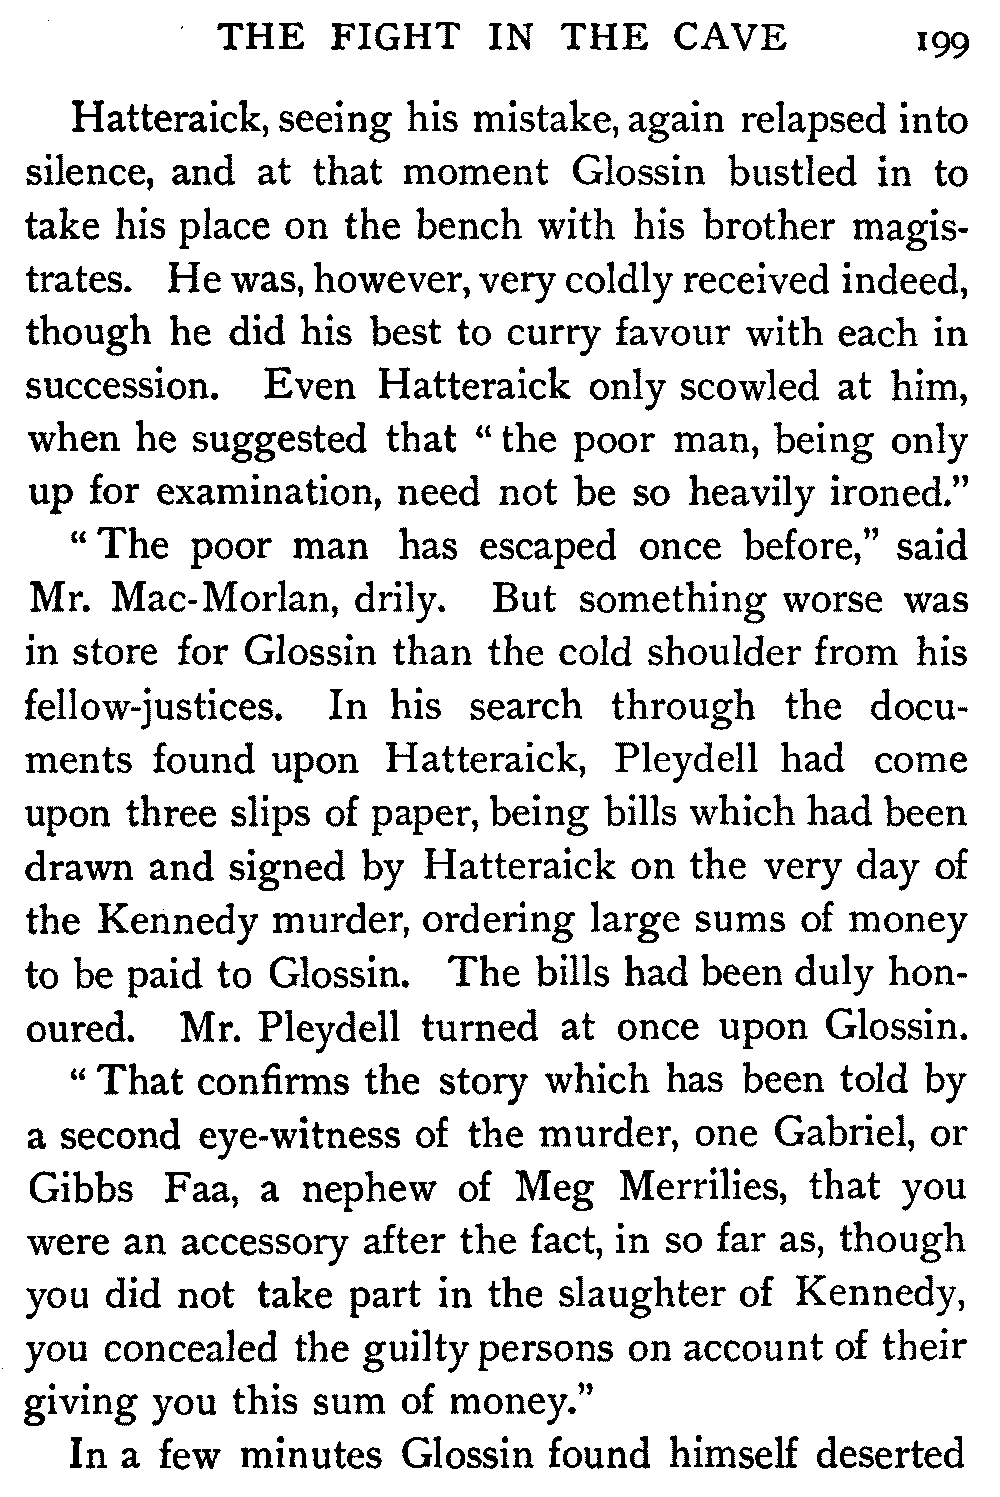 THE FIGHT IN THE CAVE 199
Hatteraick, seeing his mistake, again relapsed into
silence, and at that moment Glossin bustled in to
take his place on the bench with his brother magis-
trates. He was, however, very coldly received indeed,
though he did his best to curry favour with each in
succession. Even Hatteraick only scowled at him,
when he suggested that “the poor man, being only
up for examination, need not be so heavily ironed.”
“The poor man has escaped once before,” said
Mr. Mac-Morlan, drily. But something worse was
in store for Glossin than the cold shoulder from his
fellow-justices. In his search through the docu-
ments found upon Hatteraick, Pleydell had come
upon three slips of paper, being bills which had been
drawn and signed by Hatteraick on the very day of
the Kennedy murder, ordering large sums of money
to be paid to Glossin. The bills had been duly hon-
oured. Mr. Pleydell turned at once upon Glossin.
“That confirms the story which has been told by
a second eye-witness of the murder, one Gabriel, or
Gibbs Faa, a nephew of Meg Merrilies, that you
were an accessory after the fact, in so far as, though
you did not take part in the slaughter of Kennedy,
you concealed the guilty persons on account of their
giving you this sum of money.”
In a few minutes Glossin found himself deserted